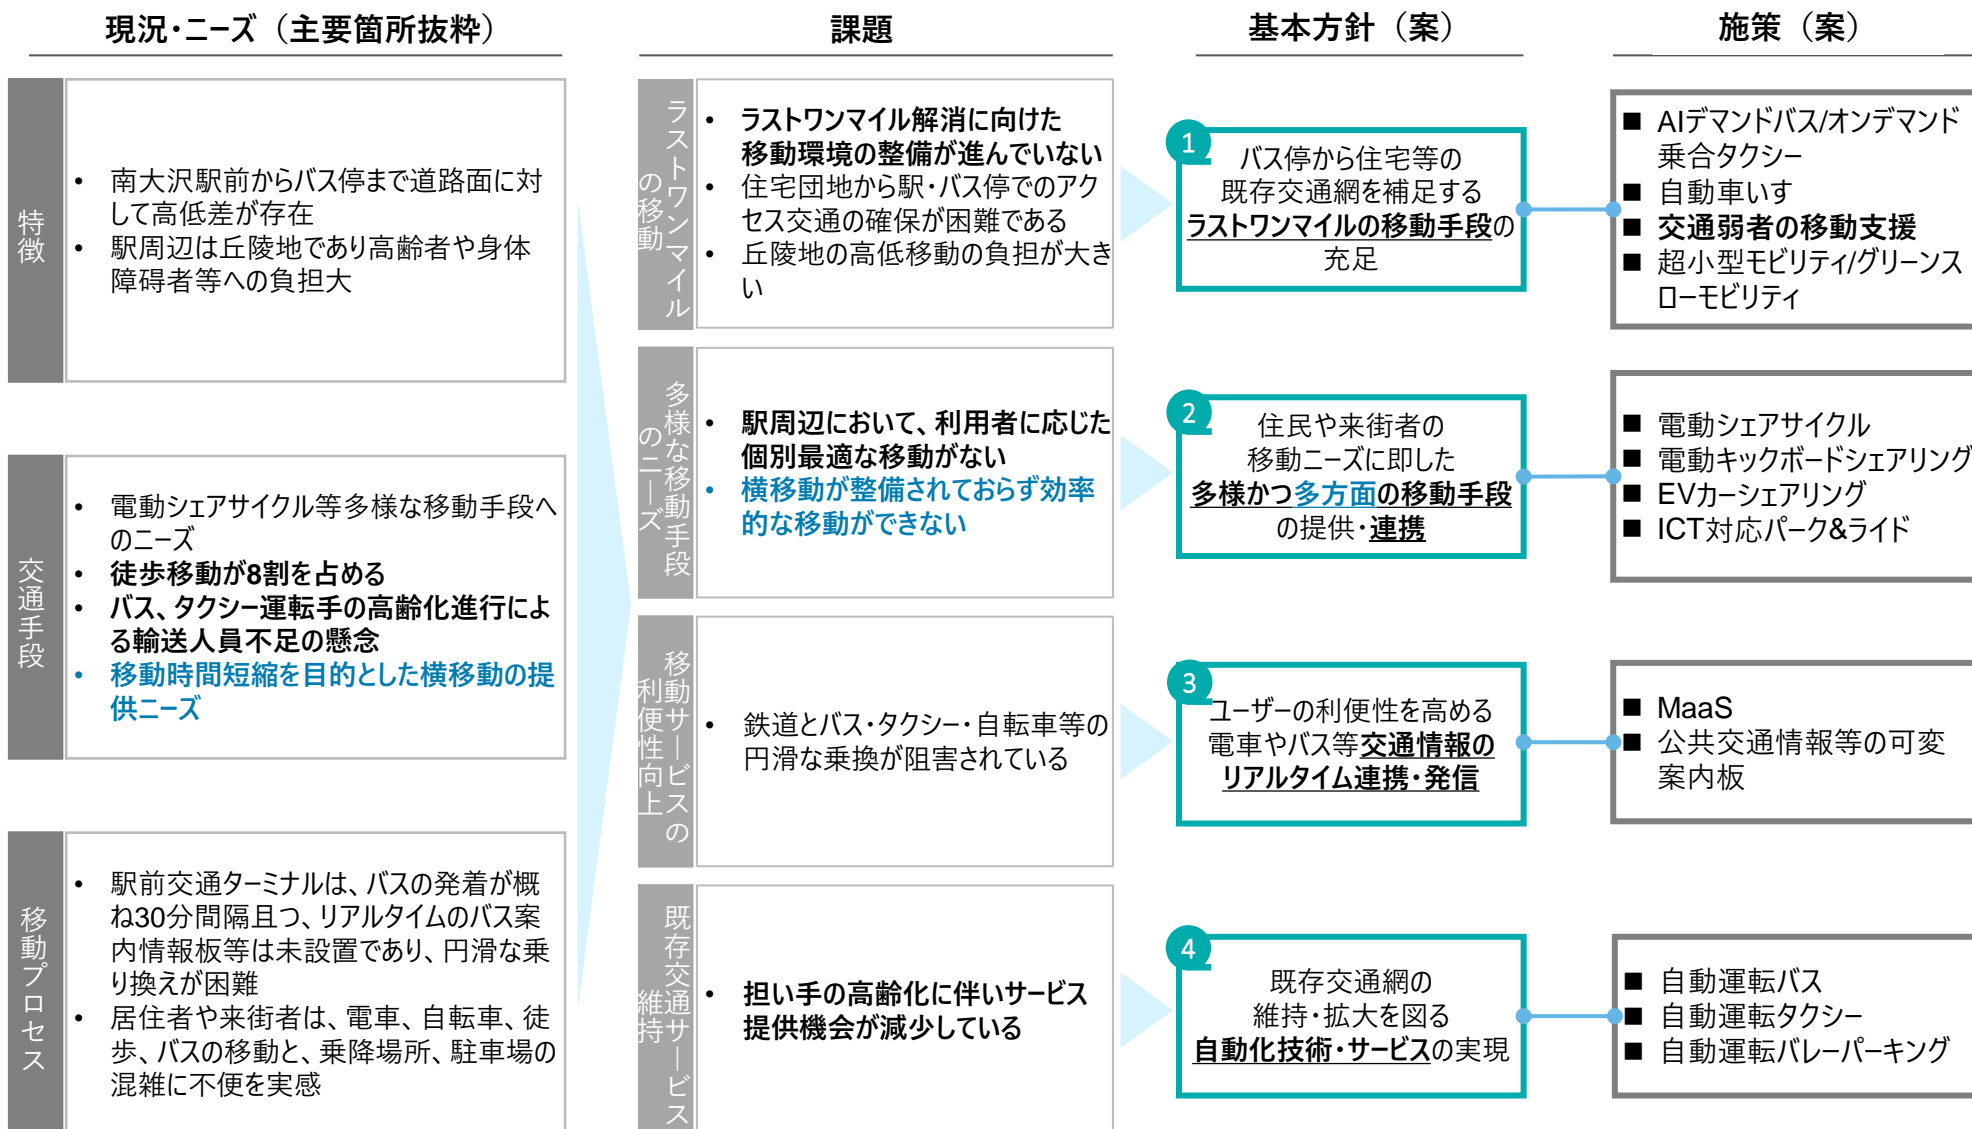 現況・ニーズ（主要箇所抜粋）
課題
基本方針（案）
施策（案）
特徴
• 南大沢駅前からバス停まで道路面に対
して高低差が存在
• 駅周辺は丘陵地であり高齢者や身体
障碍者等への負担大
交通手段
• 電動シェアサイクル等多様な移動手段へ
のニーズ
• 徒歩移動が8割を占める
• バス、タクシー運転手の高齢化進行によ
る輸送人員不足の懸念
• 移動時間短縮を目的とした横移動の提
供ニーズ
移動プロセス
• 駅前交通ターミナルは、バスの発着が概
ね30分間隔且つ、リアルタイムのバス案
内情報板等は未設置であり、円滑な乗
り換えが困難
• 居住者や来街者は、電車、自転車、徒
歩、バスの移動と、乗降場所、駐車場の
混雑に不便を実感
ラストワンマイル
の移動
• ラストワンマイル解消に向けた
移動環境の整備が進んでいない
• 住宅団地から駅・バス停でのアク
セス交通の確保が困難である
• 丘陵地の高低移動の負担が大き
い
多様な移動手段
のニーズ
• 駅周辺において、利用者に応じた
個別最適な移動がない
• 横移動が整備されておらず効率
的な移動ができない
移動サービスの
利便性向上
• 鉄道とバス・タクシー・自転車等の
円滑な乗換が阻害されている
既存交通サービス
維持
• 担い手の高齢化に伴いサービス
提供機会が減少している
1
バス停から住宅等の
既存交通網を補足する
ラストワンマイルの移動手段の
充足
2
住民や来街者の
移動ニーズに即した
多様かつ多方面の移動手段
の提供・連携
3
ユーザーの利便性を高める
電車やバス等交通情報の
リアルタイム連携・発信
4
既存交通網の
維持・拡大を図る
自動化技術・サービスの実現
■ AIデマンドバス/オンデマンド
乗合タクシー
■ 自動車いす
■ 交通弱者の移動支援
■ 超小型モビリティ/グリーンス
ローモビリティ
■ 電動シェアサイクル
■ 電動キックボードシェアリング
■ EVカーシェアリング
■ ICT対応パーク&ライド
■ MaaS
■ 公共交通情報等の可変
案内板
■ 自動運転バス
■ 自動運転タクシー
■ 自動運転バレーパーキング